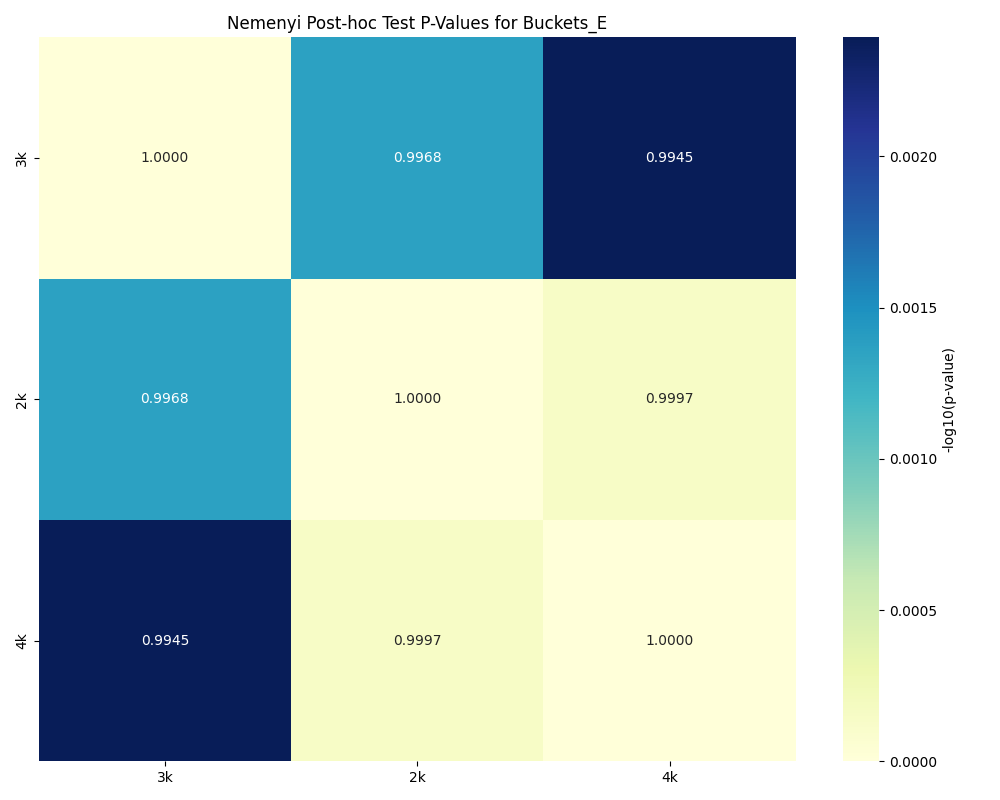 Nemenyi Post-hoc Test P-Values for Buckets_E
3k
1.0000
0.9968
0.9945
2k
0.9968
1.0000
0.9997
4k
0.9945
0.9997
1.0000
3k
2k
4k
0.0020
0.0015
0.0010
0.0005
0.0000
-log10(p-value)